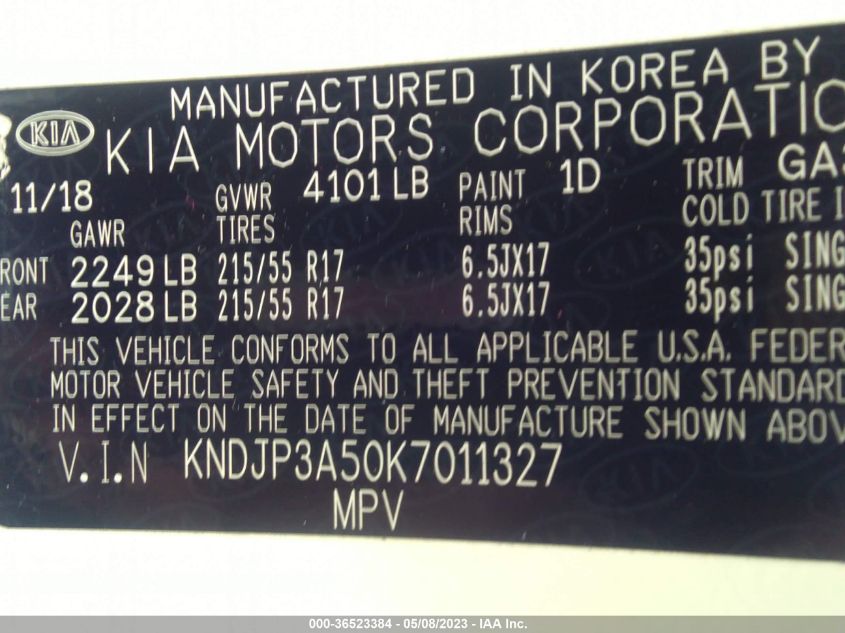 MANUFACTURED IN KOREA BY
KIA KIA MOTORS CORPORATIO
11/18 GVWR 4101 LB PAINT 1D TRIM GA
GAWR TIRES RIMS COLD TIRE I
RONT 2249 LB 215/55 R17 6.5JX17 35psi SING
EAR 2028 LB 215/55 R17 6.5JX17 35psi SING
THIS VEHICLE CONFORMS TO ALL APPLICABLE U.S.A. FEDER
MOTOR VEHICLE SAFETY AND THEFT PREVENTION STANDARD
IN EFFECT ON THE DATE OF MANUFACTURE SHOWN ABOV
V.I.N KNDJP3A50K7011327
MPV
000-36523384 - 05/08/2023 - IAA Inc.